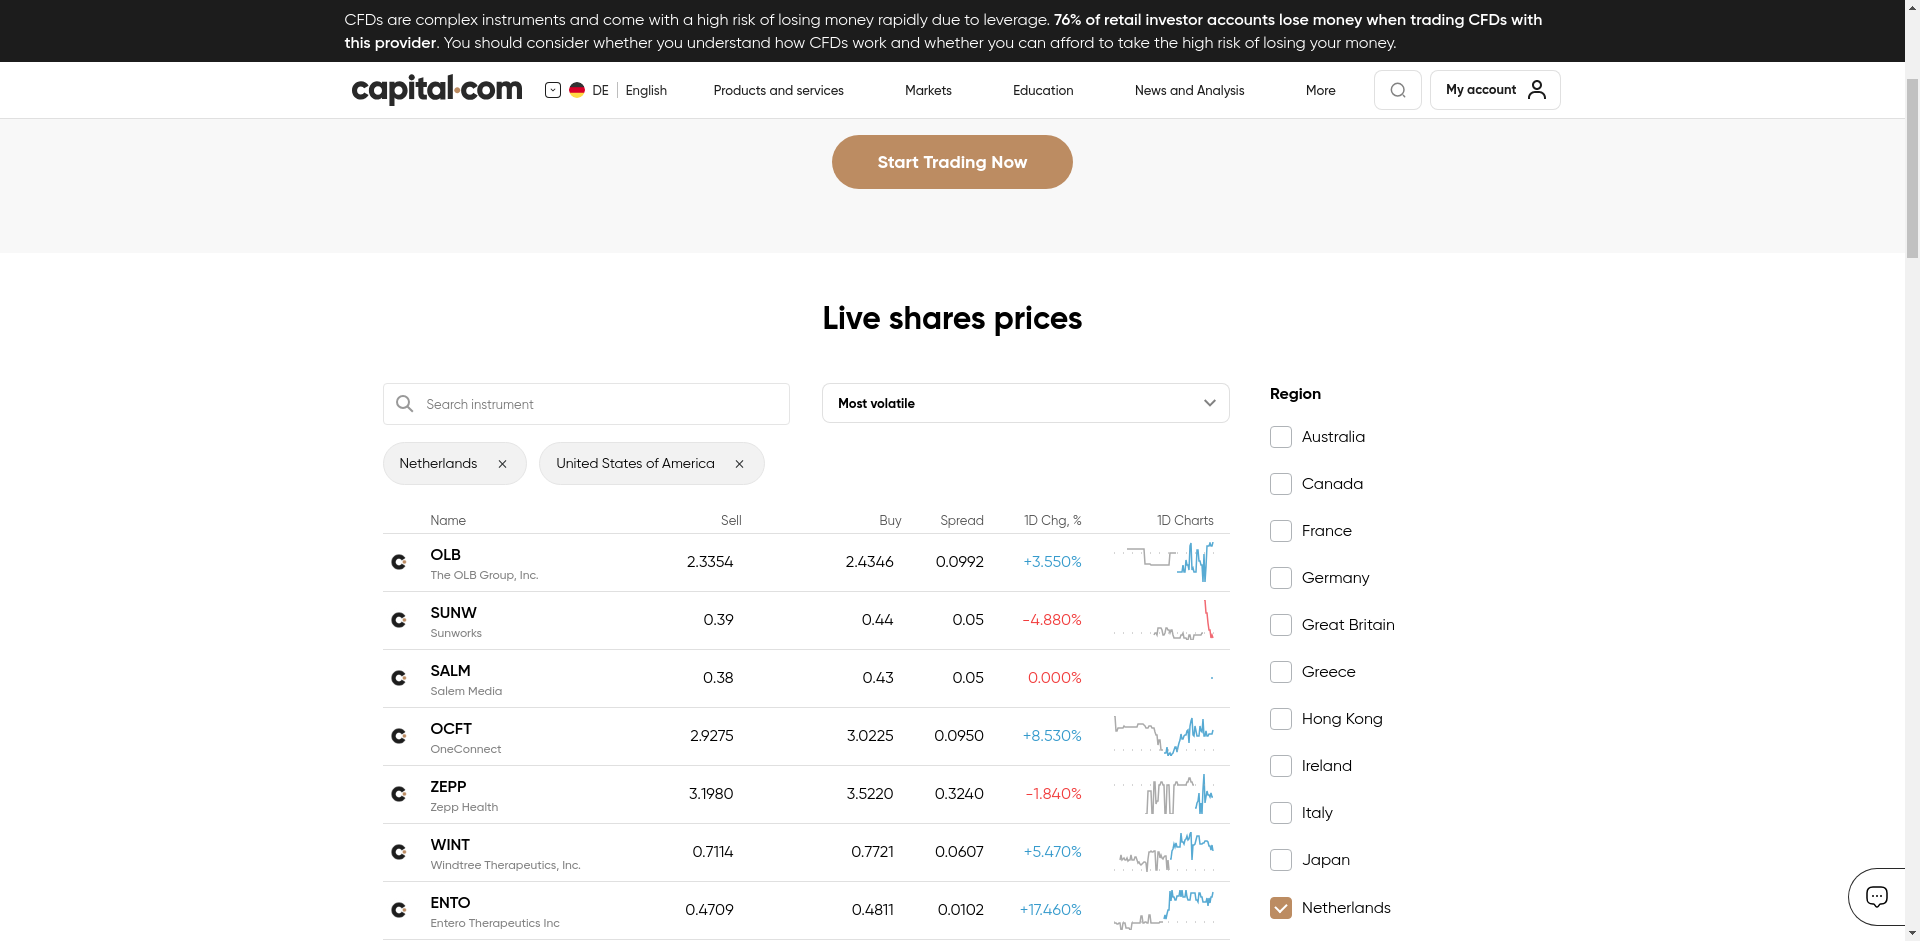 CFDs are complex instruments and come with a high risk of losing money rapidly due to leverage. 76% of retail investor accounts lose money when trading CFDs with
this provider. You should consider whether you understand how CFDs work and whether you can afford to take the high risk of losing your money.
capital.com
DE English
Products and services
Markets
Education
News and Analysis
More
My account
Start Trading Now
Live shares prices
Search instrument
Most volatile
Netherlands
United States of America
Name Sell Buy Spread 1D Chg, % 1D Charts
OLB 2.3354 2.4346 0.0992 +3.550%
The OLB Group, Inc.
SUNW 0.39 0.44 0.05 -4.880%
Sunworks
SALM 0.38 0.43 0.05 0.000%
Salem Media
OCFT 2.9275 3.0225 0.0950 +8.530%
OneConnect
ZEPP 3.1980 3.5220 0.3240 -1.840%
Zepp Health
WINT 0.7114 0.7721 0.0607 +5.470%
Windtree Therapeutics, Inc.
ENTO 0.4709 0.4811 0.0102 +17.460%
Entero Therapeutics Inc
Region
Australia
Canada
France
Germany
Great Britain
Greece
Hong Kong
Ireland
Italy
Japan
Netherlands